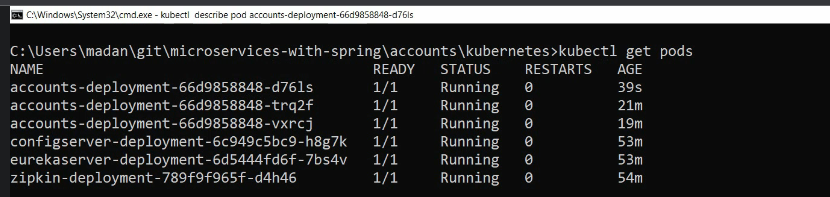 C:\Windows\System32\cmd.exe - kubectl  describe pod accounts-deployment-66d9858848-d76ls
C:\Users\madan\git\microservices-with-spring\accounts\kubernetes>kubectl get pods
NAME                                     READY   STATUS    RESTARTS   AGE
accounts-deployment-66d9858848-d76ls     1/1     Running   0          39s
accounts-deployment-66d9858848-trq2f     1/1     Running   0          21m
accounts-deployment-66d9858848-vxrcj     1/1     Running   0          19m
configserver-deployment-6c949c5bc9-h8g7k   1/1     Running   0          53m
eurekaserver-deployment-6d5444fd6f-7bs4v   1/1     Running   0          53m
zipkin-deployment-789f9f965f-d4h46       1/1     Running   0          54m